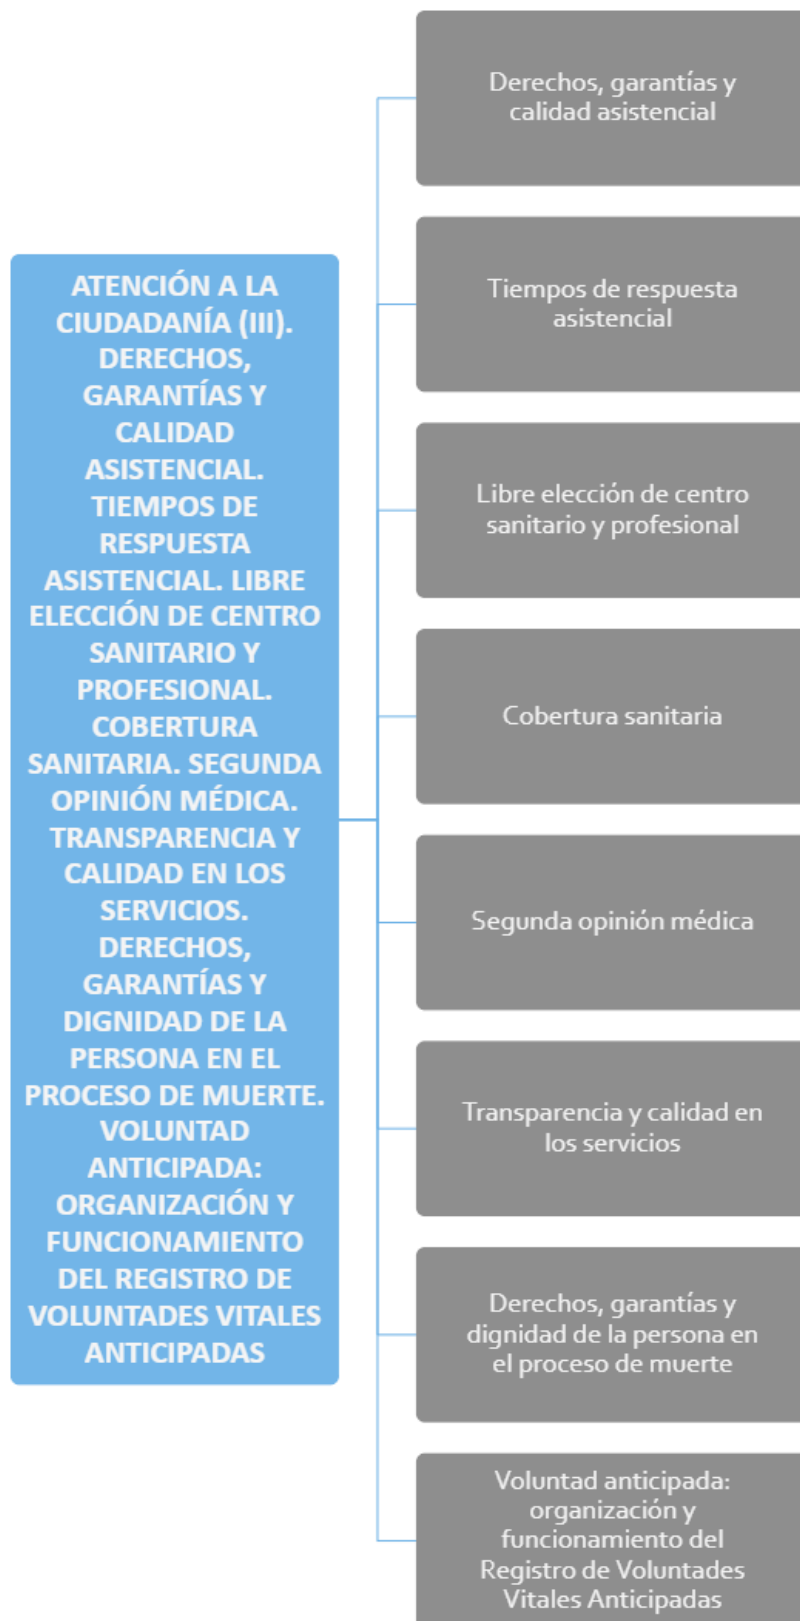 ATENCIÓN A LA
CIUDADANÍA (III).
DERECHOS,
GARANTÍAS Y
CALIDAD
ASISTENCIAL.
TIEMPOS DE
RESPUESTA
ASISTENCIAL. LIBRE
ELECCIÓN DE CENTRO
SANITARIO Y
PROFESIONAL.
COBERTURA
SANITARIA. SEGUNDA
OPINIÓN MÉDICA.
TRANSPARENCIA Y
CALIDAD EN LOS
SERVICIOS.
DERECHOS,
GARANTÍAS Y
DIGNIDAD DE LA
PERSONA EN EL
PROCESO DE MUERTE.
VOLUNTAD
ANTICIPADA:
ORGANIZACIÓN Y
FUNCIONAMIENTO
DEL REGISTRO DE
VOLUNTADES VITALES
ANTICIPADAS
Derechos, garantías y
calidad asistencial
Tiempos de respuesta
asistencial
Libre elección de centro
sanitario y profesional
Cobertura sanitaria
Segunda opinión médica
Transparencia y calidad en
los servicios
Derechos, garantías y
dignidad de la persona en
el proceso de muerte
Voluntad anticipada:
organización y
funcionamiento del
Registro de Voluntades
Vitales Anticipadas